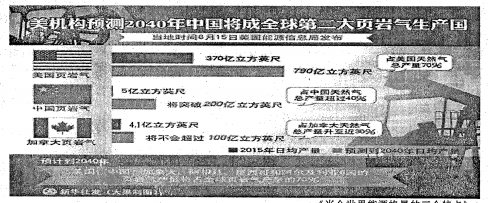 美机构预测2040年中国将成全球第二大页岩气生产国
当地时间8月15日美国能源信息局发布
370亿立方英尺
占美国天然气
总产量70%
美国页岩气
790亿立方英尺
5亿立方英尺
占中国天然气
总产量超过40%
将突破200亿立方英尺
中国页岩气
4.1亿立方英尺
占加拿大天然气
总产量升至近30%
将不会超过100亿立方英尺
加拿大页岩气
2015年日均产量
预测到2040年日均产量
预计到2040年
新华社发(大巢制图)